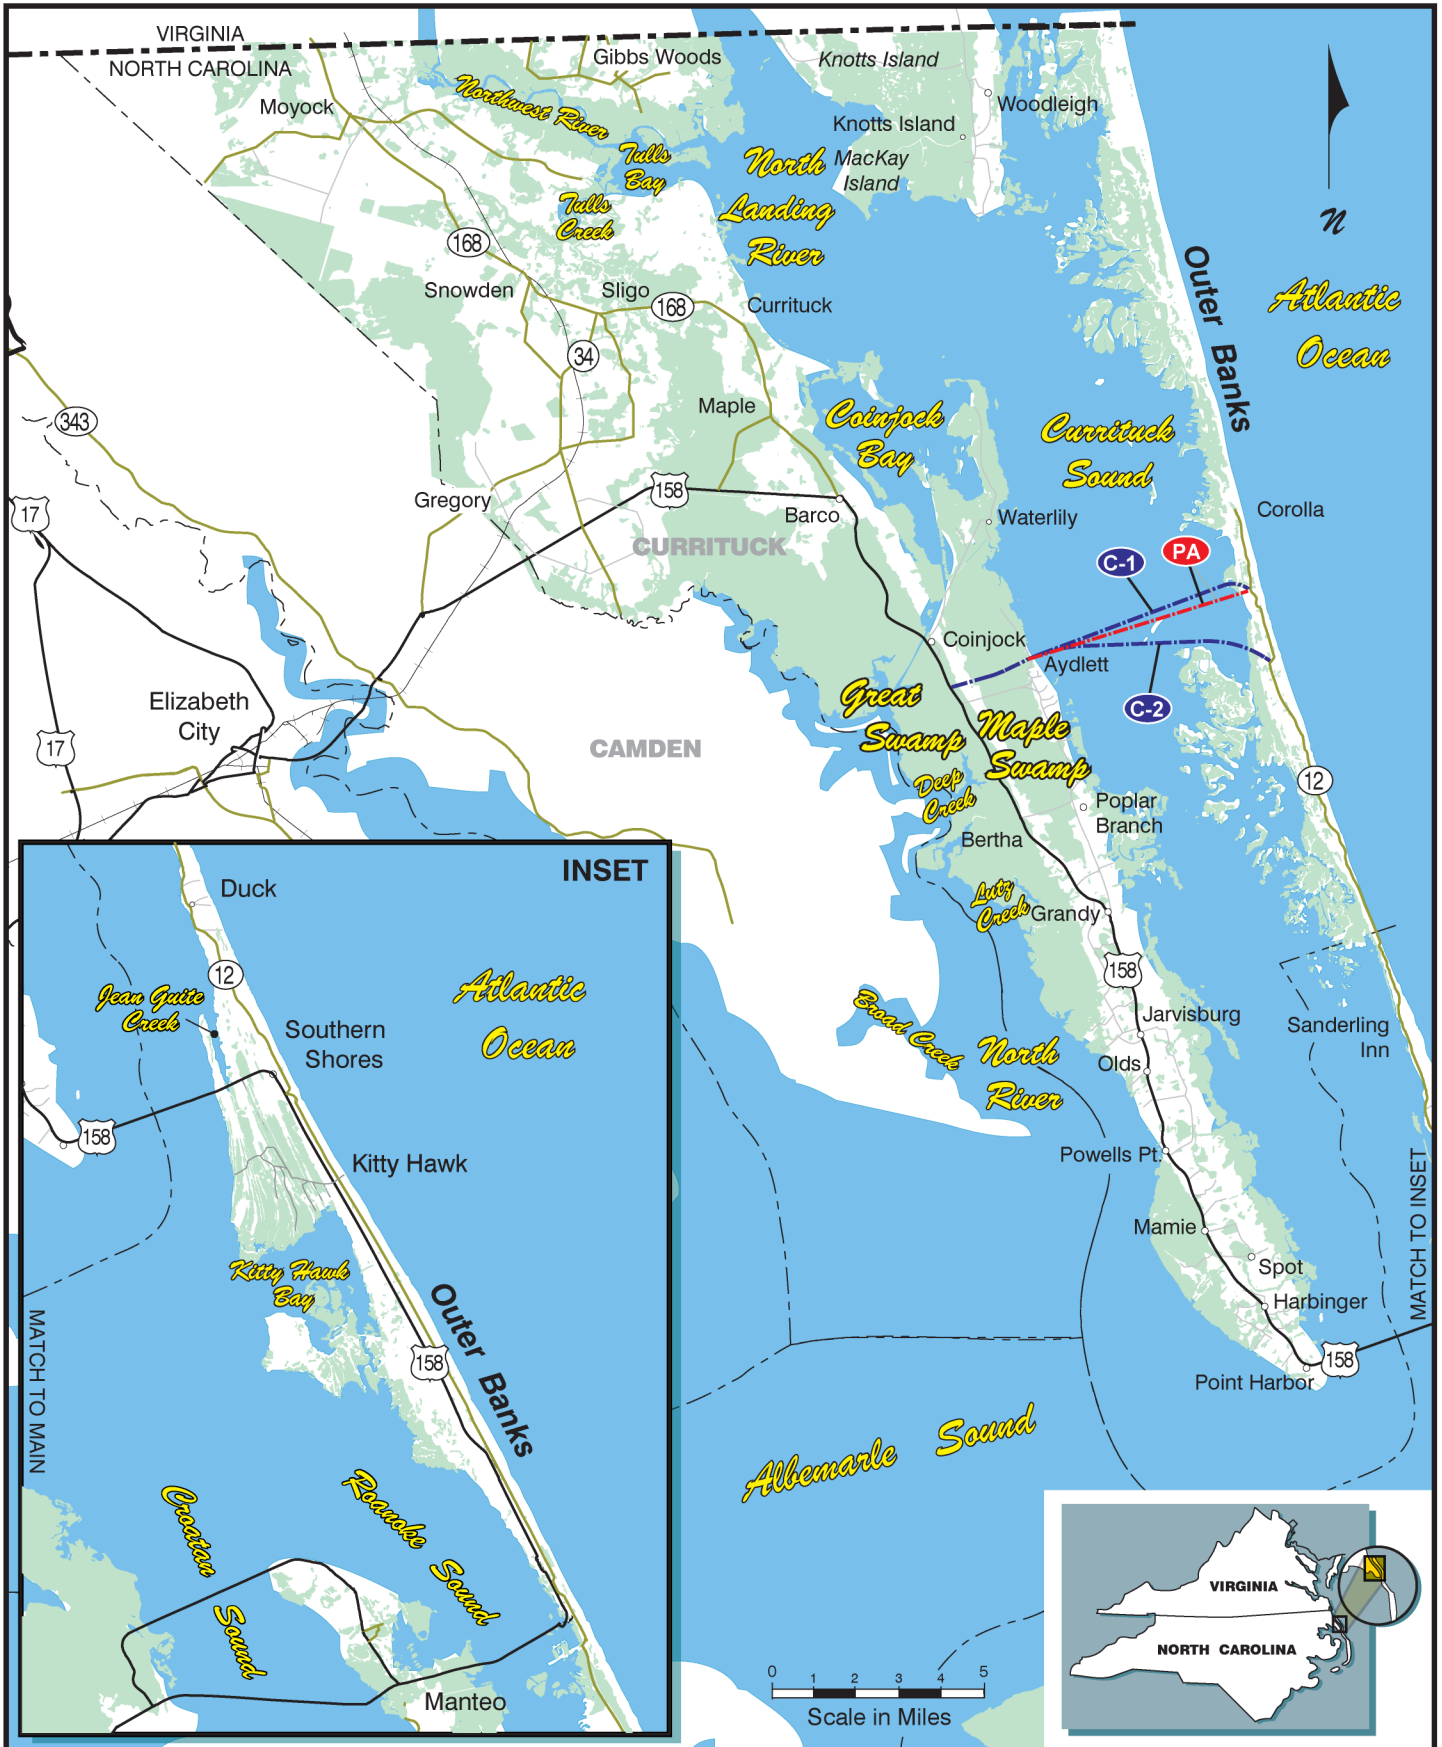 VIRGINIA
NORTH CAROLINA
Gibbs Woods
Knotts Island
Moyock
Northwest River
Woodleigh
Knotts Island
Tulls
Bay
North
Landing
River
MacKay
Island
Tulls
Creek
N
168
Snowden
Sligo
168
Currituck
Outer Banks
Atlantic
Ocean
34
343
Maple
Coinjock
Bay
Currituck
Sound
17
Gregory
158
Barco
Waterlily
Corolla
CURRITUCK
C-1
PA
Coinjock
Aydlett
C-2
Elizabeth
City
17
CAMDEN
Great
Swamp
Maple
Swamp
Deep
Creek
12
Poplar
Branch
Bertha
Lutz
Creek
Grandy
158
Jarvisburg
Sanderling
Inn
Broad Creek
North
River
Olds
Powells Pt.
Mamie
Spot
Harbinger
MATCH TO INSET
158
Point Harbor
Albemarle Sound
INSET
Duck
12
Jean Guite
Creek
Atlantic
Ocean
Southern
Shores
158
Kitty Hawk
Kitty Hawk
Bay
Outer Banks
158
MATCH TO MAIN
Croatan
Sound
Roanoke Sound
Manteo
0 1 2 3 4 5
Scale in Miles
VIRGINIA
NORTH CAROLINA